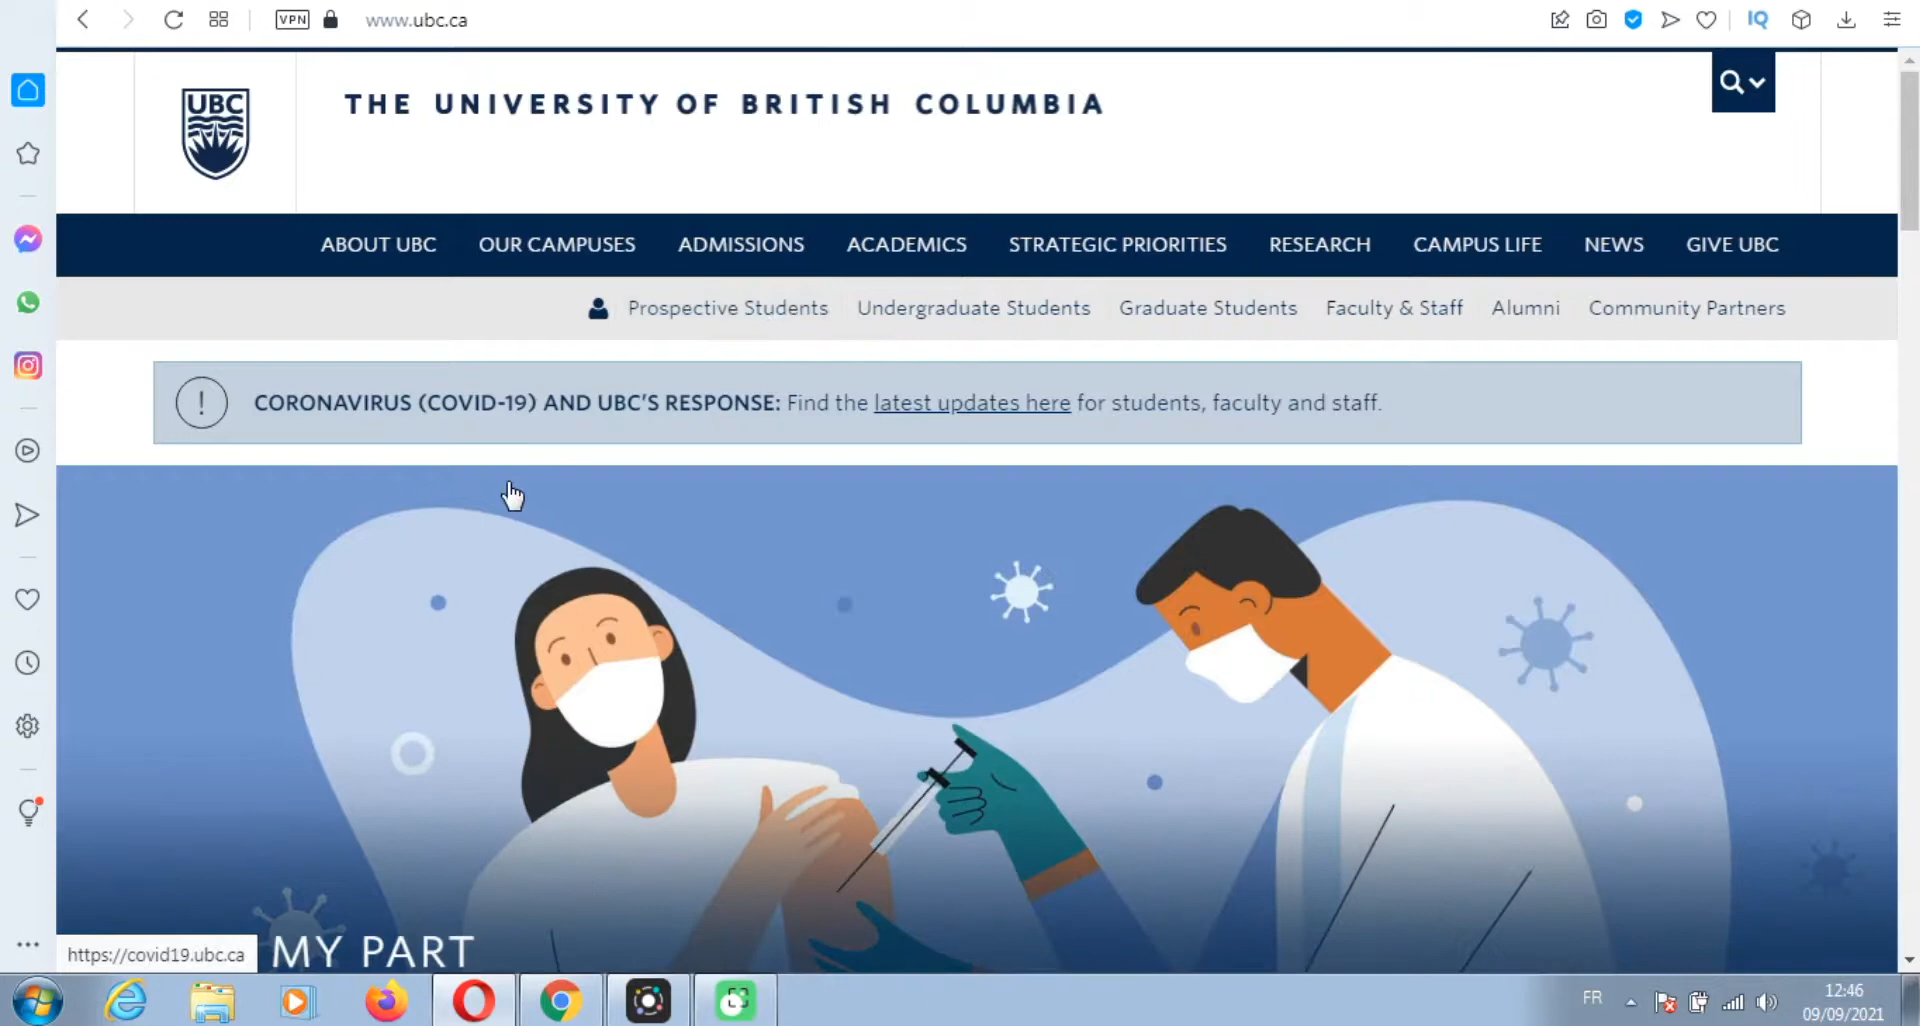 VPN
www.ubc.ca
IQ
UBC
THE UNIVERSITY OF BRITISH COLUMBIA
ABOUT UBC
OUR CAMPUSES
ADMISSIONS
ACADEMICS
STRATEGIC PRIORITIES
RESEARCH
CAMPUS LIFE
NEWS
GIVE UBC
Prospective Students
Undergraduate Students
Graduate Students
Faculty & Staff
Alumni
Community Partners
CORONAVIRUS (COVID-19) AND UBC'S RESPONSE: Find the latest updates here for students, faculty and staff.
MY PART
https://covid19.ubc.ca
FR
12:46
09/09/2021